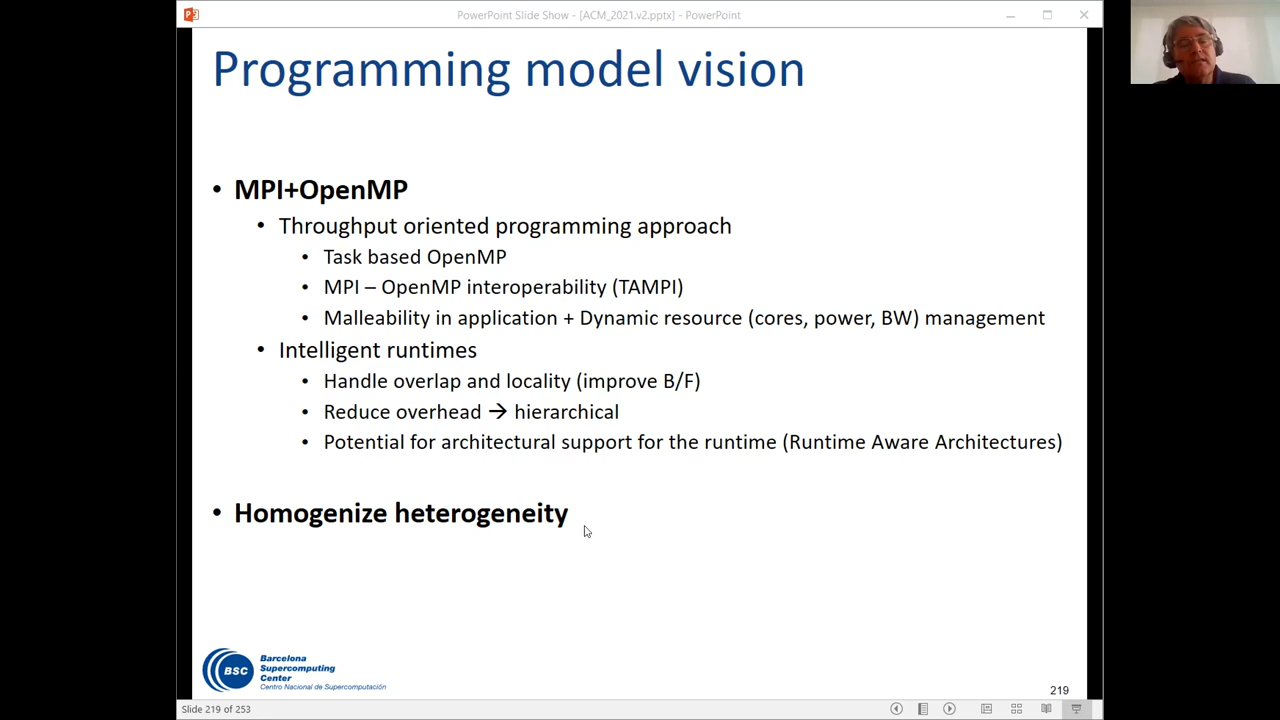 PowerPoint Slide Show - [ACM_2021.v2.pptx] - PowerPoint
Programming model vision
• MPI+OpenMP
• Throughput oriented programming approach
• Task based OpenMP
• MPI – OpenMP interoperability (TAMPI)
• Malleability in application + Dynamic resource (cores, power, BW) management
• Intelligent runtimes
• Handle overlap and locality (improve B/F)
• Reduce overhead → hierarchical
• Potential for architectural support for the runtime (Runtime Aware Architectures)
• Homogenize heterogeneity
BSC
Barcelona
Supercomputing
Center
Centro Nacional de Supercomputación
219
Slide 219 of 253